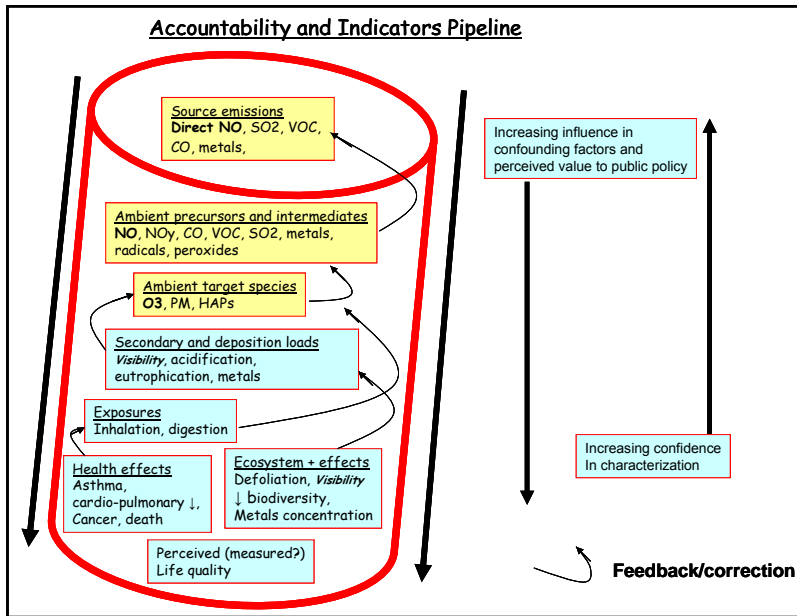 Accountability and Indicators Pipeline
Source emissions
Direct NO, SO2, VOC,
CO, metals,
Ambient precursors and intermediates
NO, NOy, CO, VOC, SO2, metals,
radicals, peroxides
Ambient target species
O3, PM, HAPs
Secondary and deposition loads
Visibility, acidification,
eutrophication, metals
Exposures
Inhalation, digestion
Health effects
Asthma,
cardio-pulmonary ↓,
Cancer, death
Ecosystem + effects
Defoliation, Visibility
↓ biodiversity,
Metals concentration
Perceived (measured?)
Life quality
Increasing influence in
confounding factors and
perceived value to public policy
Increasing confidence
In characterization
Feedback/correction